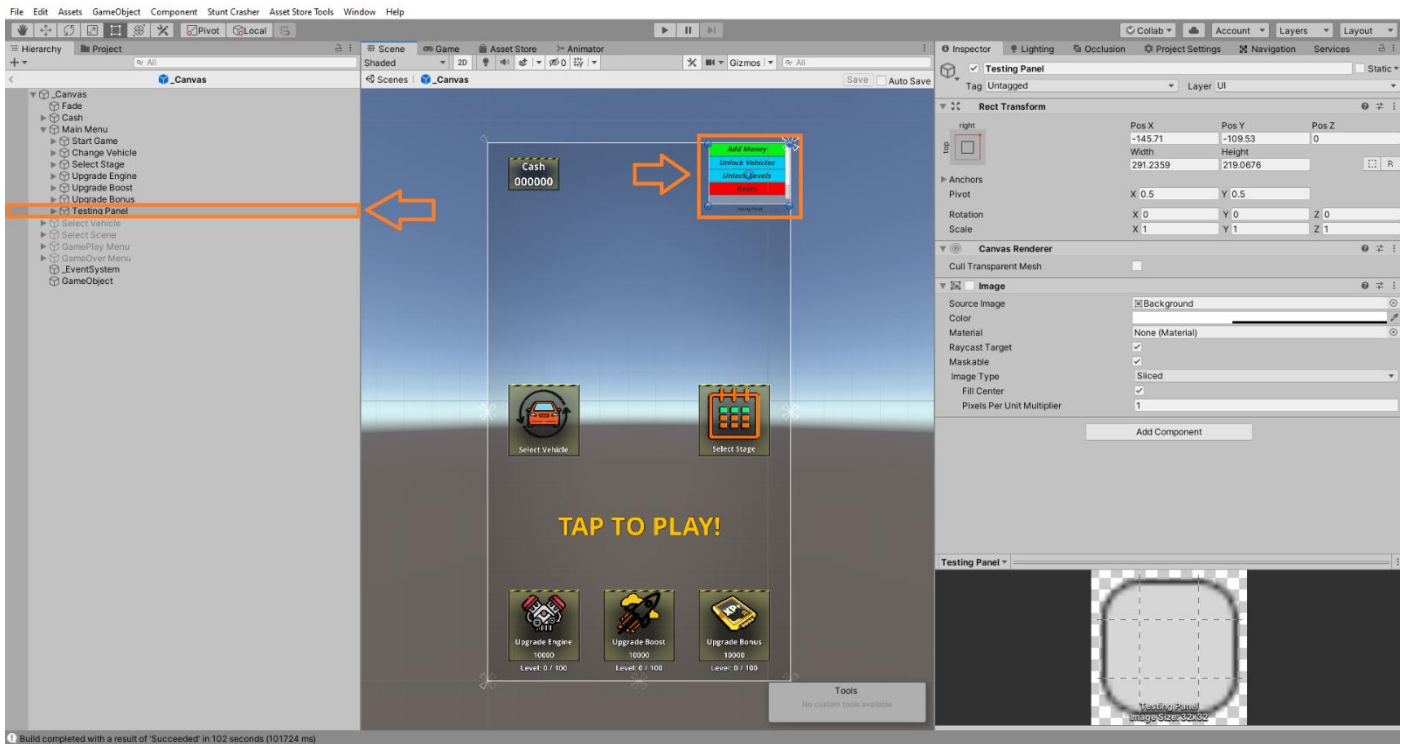 File Edit Assets GameObject Component Stunt Crasher Asset Store Tools Window Help
Pivot Local Collab Account Layers Layout
Hierarchy Project
All
_Canvas
_Canvas
Fade
Cash
Main Menu
Start Game
Change Vehicle
Select Stage
Upgrade Engine
Upgrade Boost
Upgrade Bonus
Testing Panel
Select Vehicle
Select Scene
GamePlay Menu
GameOver Menu
_EventSystem
GameObject
Scene Game Asset Store Animator
Shaded 2D 0 Gizmos All
Scenes _Canvas Save Auto Save
Cash
000000
Add Money
Unlock Vehicles
Unlock Levels
Reset
Testing Panel
Select Vehicle
Select Stage
TAP TO PLAY!
XP+
Upgrade Engine
10000
Level: 0 / 100
Upgrade Boost
10000
Level: 0 / 100
Upgrade Bonus
10000
Level: 0 / 100
Tools
No custom tools available
Inspector Lighting Occlusion Project Settings Navigation Services
Testing Panel Static
Tag Untagged Layer UI
Rect Transform
right
top
Pos X Pos Y Pos Z
-145.71 -109.53 0
Width Height
291.2359 219.0676 R
Anchors
Pivot X 0.5 Y 0.5
Rotation X 0 Y 0 Z 0
Scale X 1 Y 1 Z 1
Canvas Renderer
Cull Transparent Mesh
Image
Source Image Background
Color
Material None (Material)
Raycast Target
Maskable
Image Type Sliced
Fill Center
Pixels Per Unit Multiplier 1
Add Component
Testing Panel
Testing Panel
Image Size: 32x32
Build completed with a result of 'Succeeded' in 102 seconds (101724 ms)